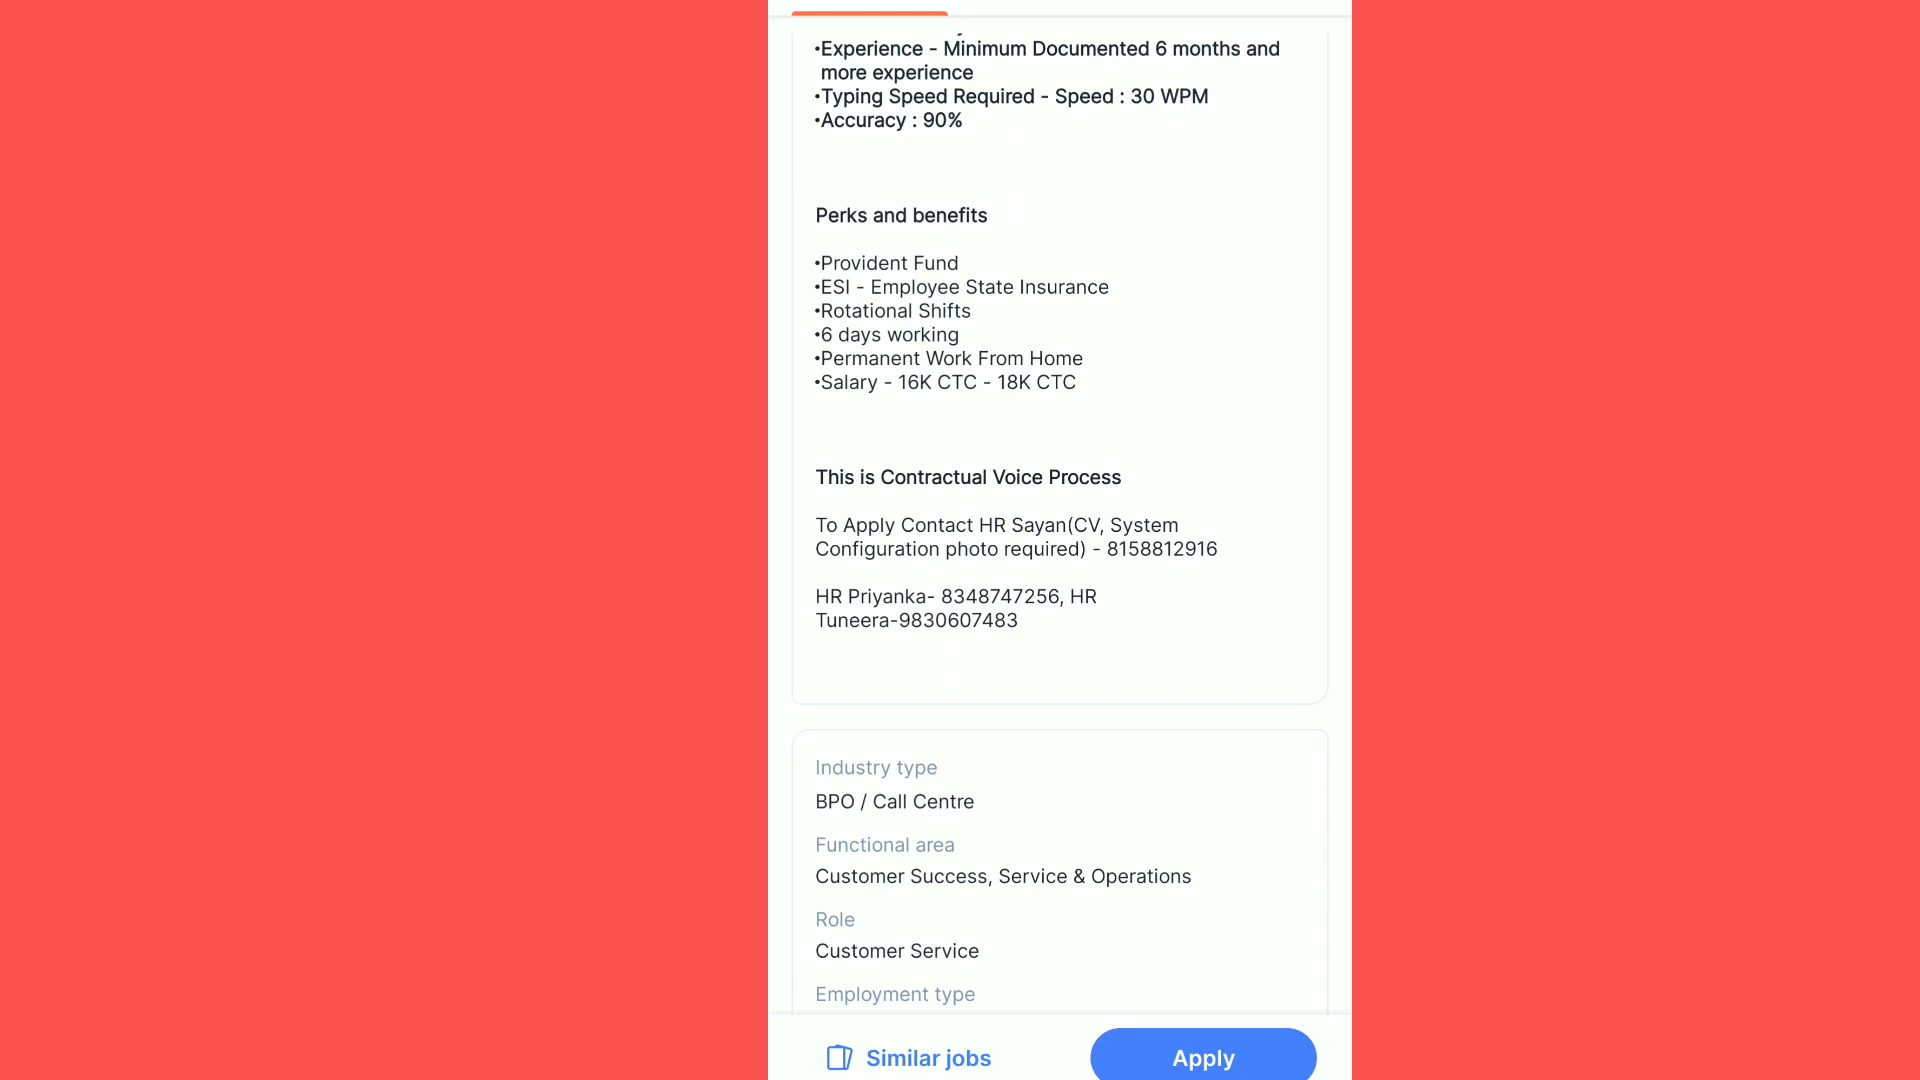 •Experience - Minimum Documented 6 months and
more experience
•Typing Speed Required - Speed : 30 WPM
•Accuracy : 90%
Perks and benefits
•Provident Fund
•ESI - Employee State Insurance
•Rotational Shifts
•6 days working
•Permanent Work From Home
•Salary - 16K CTC - 18K CTC
This is Contractual Voice Process
To Apply Contact HR Sayan(CV, System
Configuration photo required) - 8158812916
HR Priyanka- 8348747256, HR
Tuneera-9830607483
Industry type
BPO / Call Centre
Functional area
Customer Success, Service & Operations
Role
Customer Service
Employment type
Similar jobs
Apply